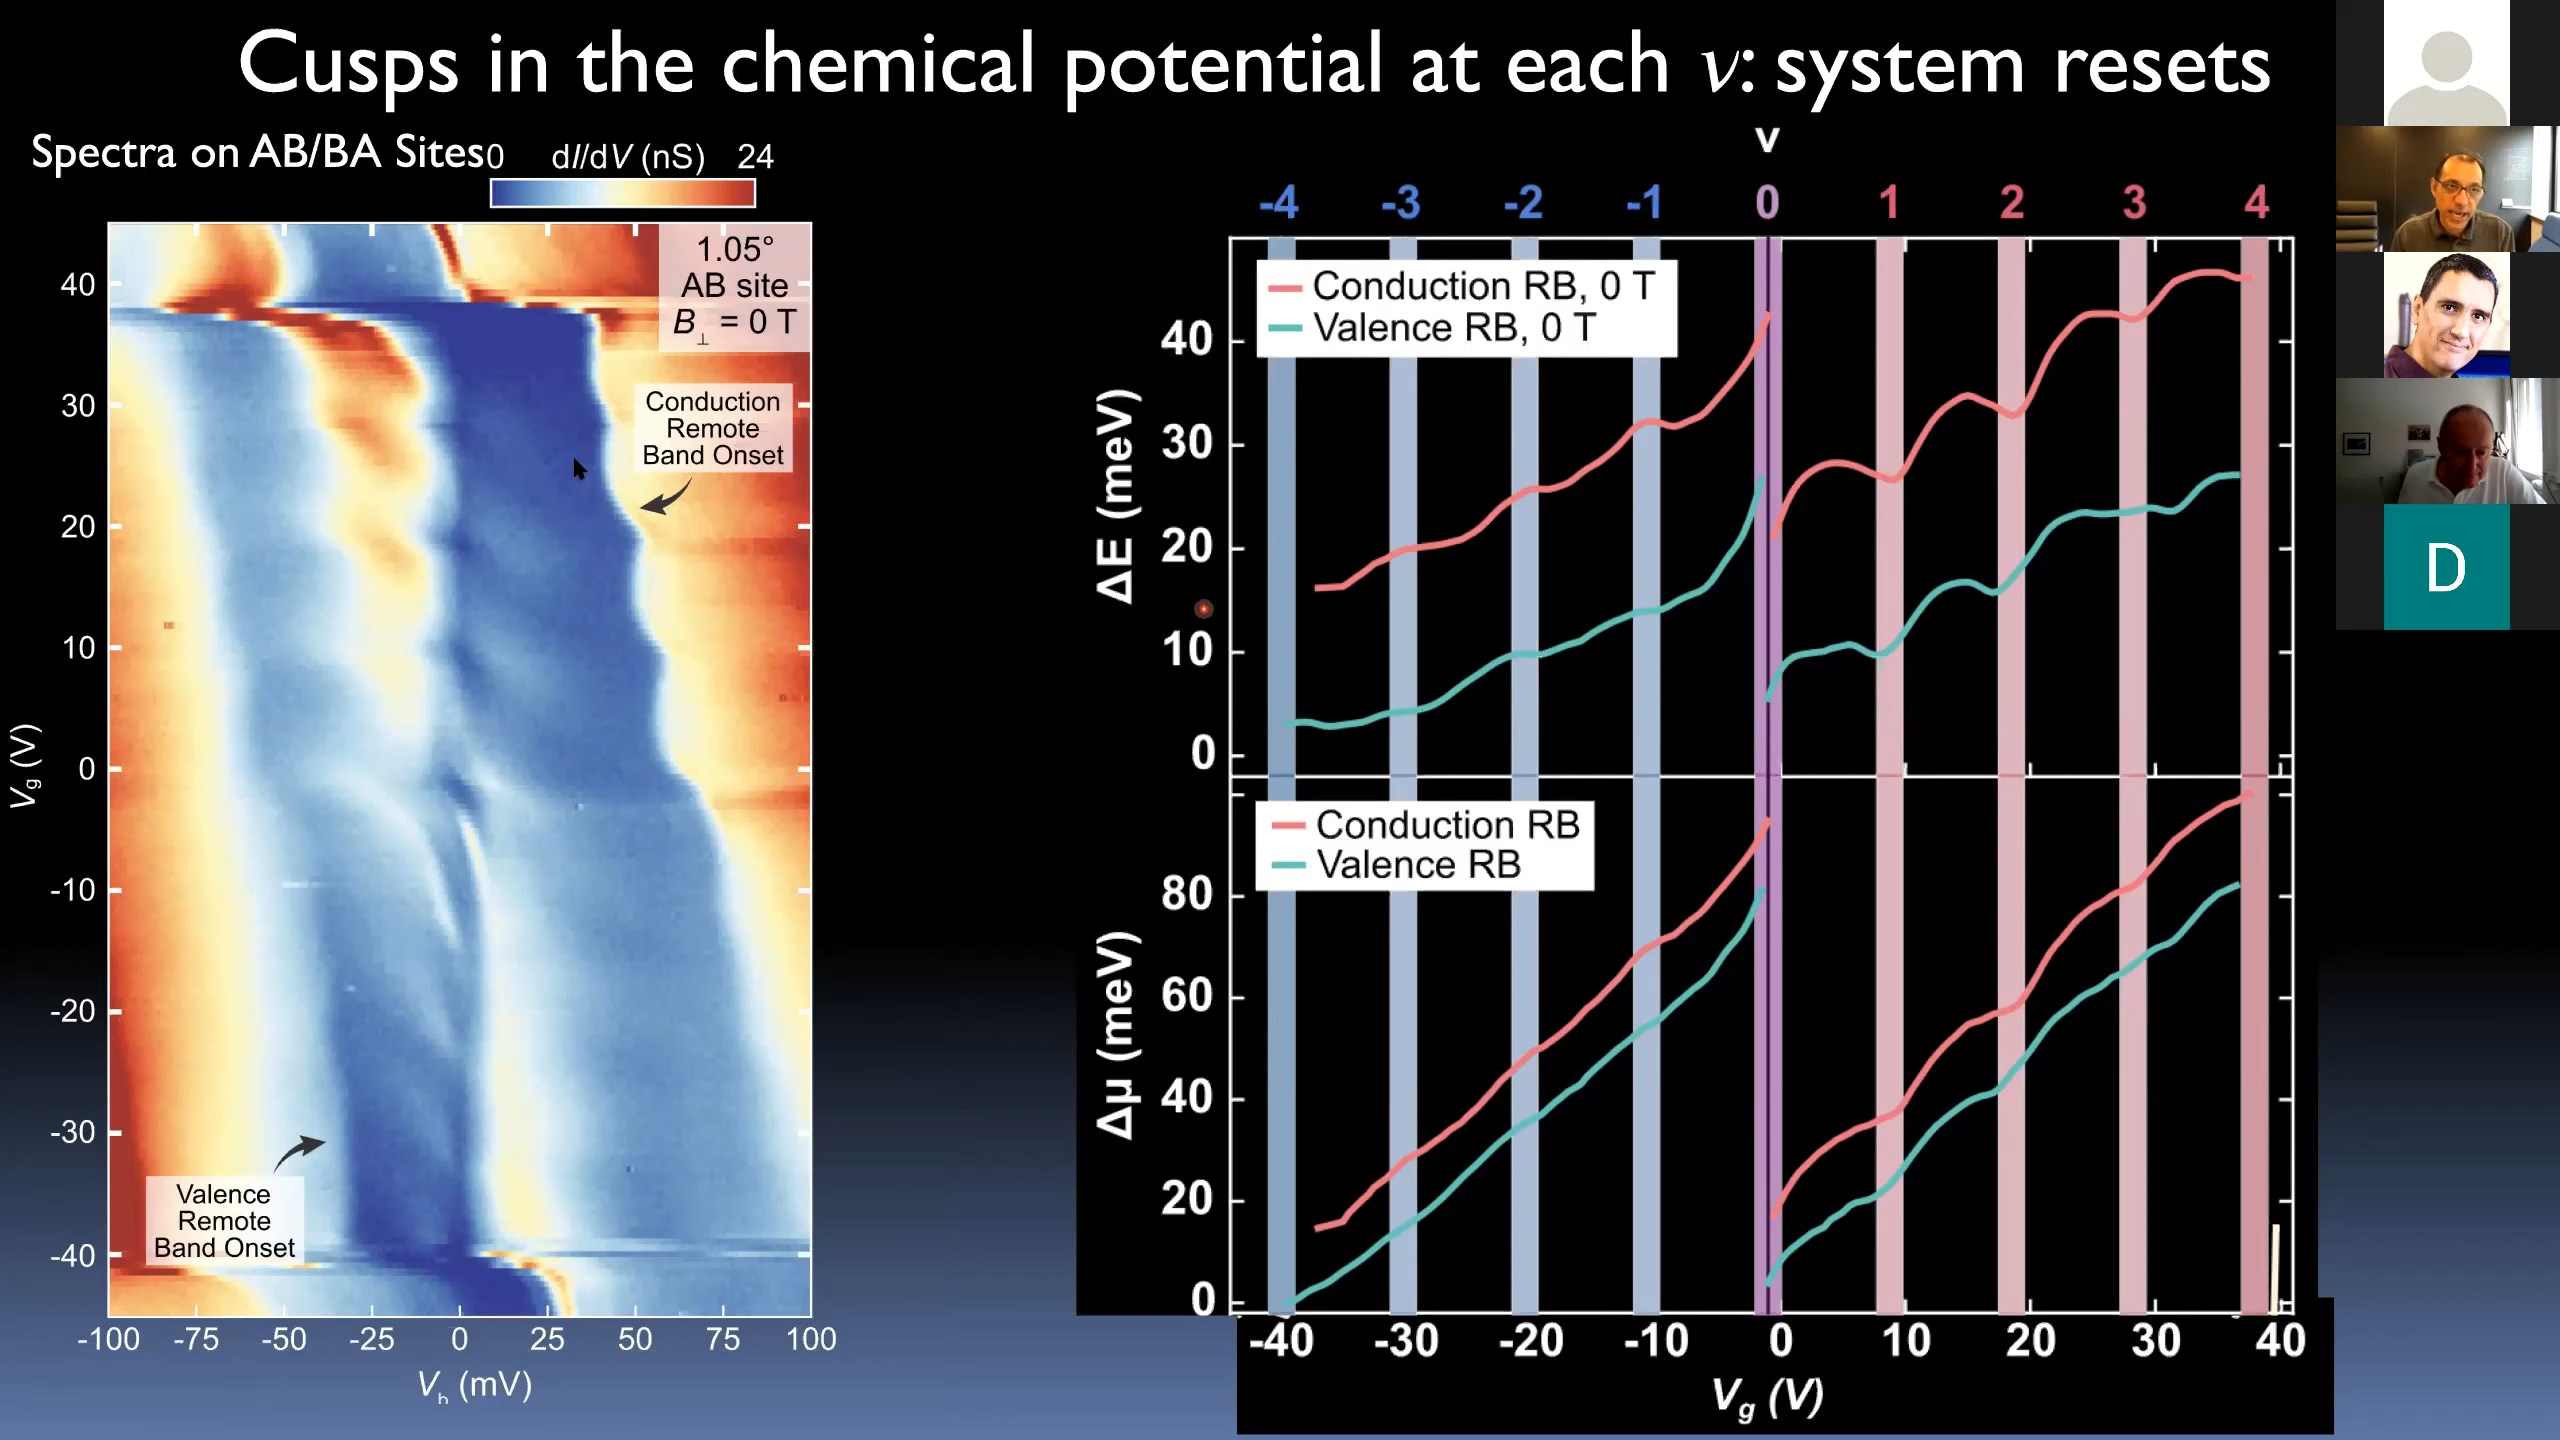 Cusps in the chemical potential at each ν: system resets
Spectra on AB/BA Sites
0 dI/dV (nS) 24
1.05°
AB site
B⊥ = 0 T
Conduction
Remote
Band Onset
Valence
Remote
Band Onset
40
30
20
10
0
-10
-20
-30
-40
Vg (V)
-100 -75 -50 -25 0 25 50 75 100
Vb (mV)
ν
-4 -3 -2 -1 0 1 2 3 4
Conduction RB, 0 T
Valence RB, 0 T
40
30
20
10
0
ΔE (meV)
Conduction RB
Valence RB
80
60
40
20
0
Δμ (meV)
-40 -30 -20 -10 0 10 20 30 40
Vg (V)
D